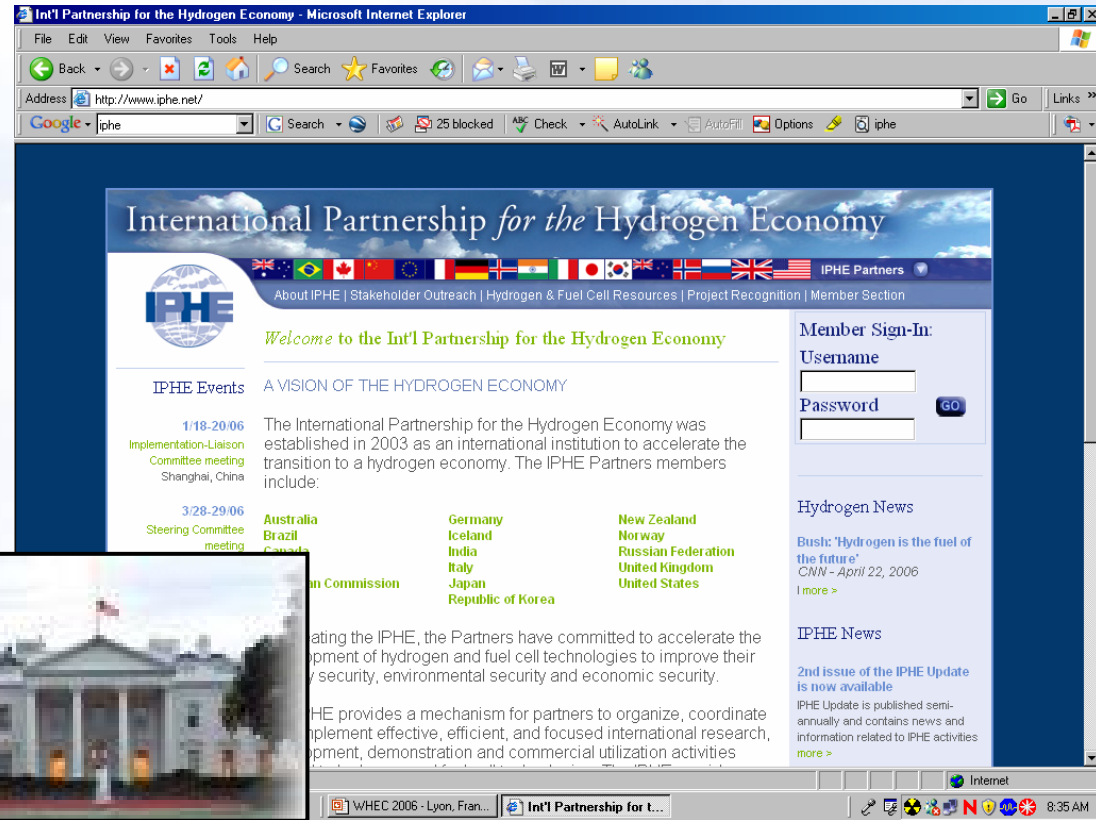 Int'l Partnership for the Hydrogen Economy - Microsoft Internet Explorer
File Edit View Favorites Tools Help
Back Search Favorites
Address http://www.iphe.net/ Go Links »
Google iphe Search 25 blocked ABC Check AutoLink AutoFill Options iphe
International Partnership for the Hydrogen Economy
IPHE Partners
About IPHE | Stakeholder Outreach | Hydrogen & Fuel Cell Resources | Project Recognition | Member Section
IPHE
IPHE Events
1/18-20/06
Implementation-Liaison
Committee meeting
Shanghai, China
3/28-29/06
Steering Committee
meeting
Welcome to the Int'l Partnership for the Hydrogen Economy
A VISION OF THE HYDROGEN ECONOMY
The International Partnership for the Hydrogen Economy was
established in 2003 as an international institution to accelerate the
transition to a hydrogen economy. The IPHE Partners members
include:
Australia Germany New Zealand
Brazil Iceland Norway
Canada India Russian Federation
Italy United Kingdom
Commission Japan United States
Republic of Korea
ating the IPHE, the Partners have committed to accelerate the
opment of hydrogen and fuel cell technologies to improve their
security, environmental security and economic security.
HE provides a mechanism for partners to organize, coordinate
plement effective, efficient, and focused international research,
opment, demonstration and commercial utilization activities
Member Sign-In:
Username
Password GO
Hydrogen News
Bush: 'Hydrogen is the fuel of
the future'
CNN - April 22, 2006
| more >
IPHE News
2nd issue of the IPHE Update
is now available
IPHE Update is published semi-
annually and contains news and
information related to IPHE activities
more >
Internet
WHEC 2006 - Lyon, Fran... Int'l Partnership for t... 8:35 AM